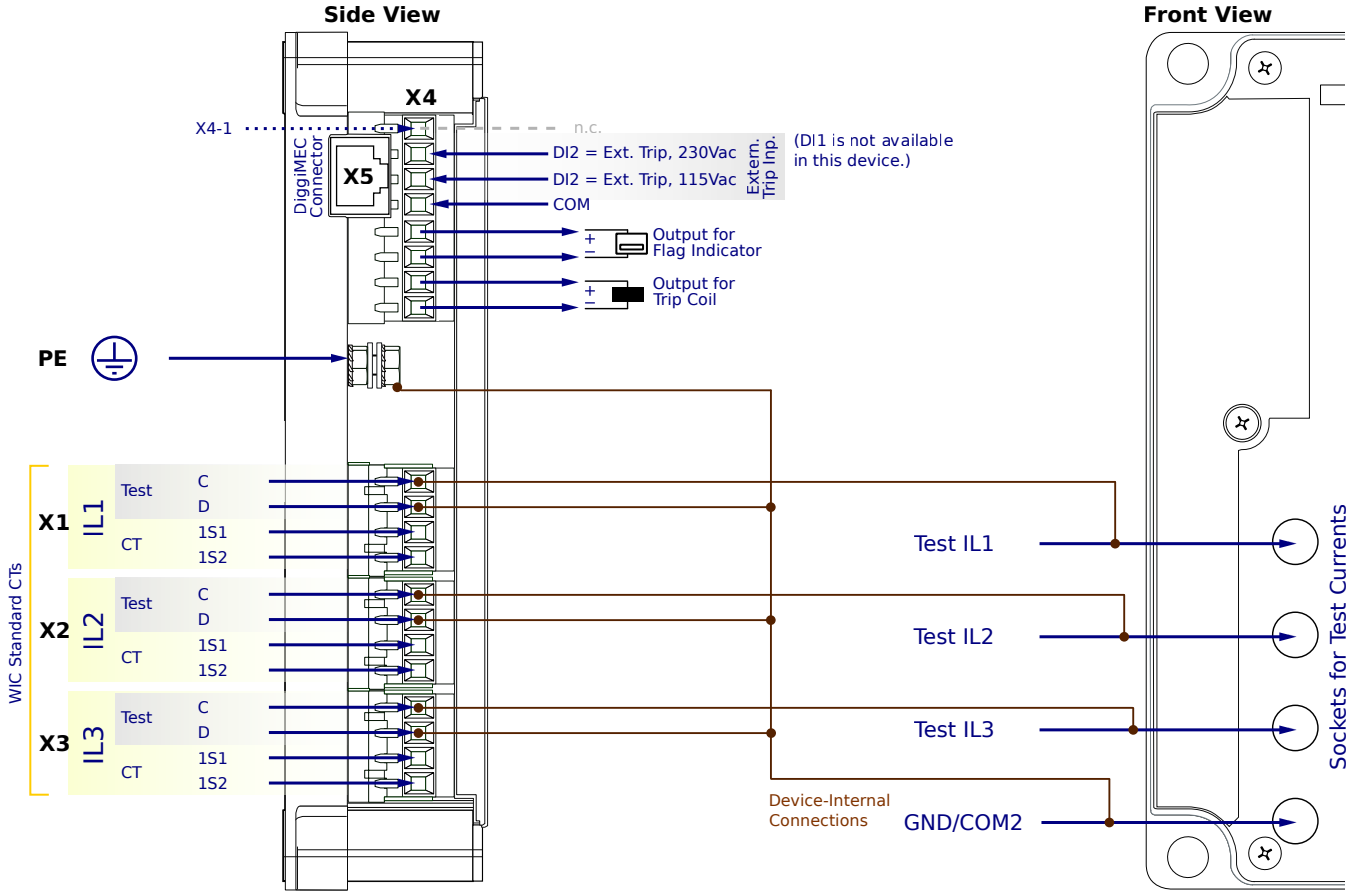 Side View
Front View
X4
X4-1
n.c.
DiggiMEC
Connector
X5
DI2 = Ext. Trip, 230Vac
DI2 = Ext. Trip, 115Vac
COM
Extern.
Trip Inp.
(DI1 is not available
in this device.)
+
−
Output for
Flag Indicator
+
−
Output for
Trip Coil
PE
WIC Standard CTs
X1
IL1
Test
C
D
CT
1S1
1S2
X2
IL2
Test
C
D
CT
1S1
1S2
X3
IL3
Test
C
D
CT
1S1
1S2
Test IL1
Test IL2
Test IL3
GND/COM2
Device-Internal
Connections
Sockets for Test Currents